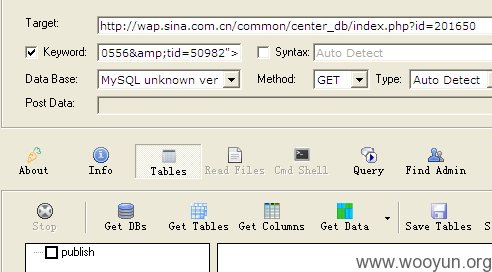 Target: http://wap.sina.com.cn/common/center_db/index.php?id=201650
Keyword: 0556&amp;tid=50982"> Syntax: Auto Detect
Data Base: MySQL unknown ver Method: GET Type: Auto Detect
Post Data:
About Info Tables Read Files Cmd Shell Query Find Admin
Stop Get DBs Get Tables Get Columns Get Data Save Tables S
publish
www.wooyun.org